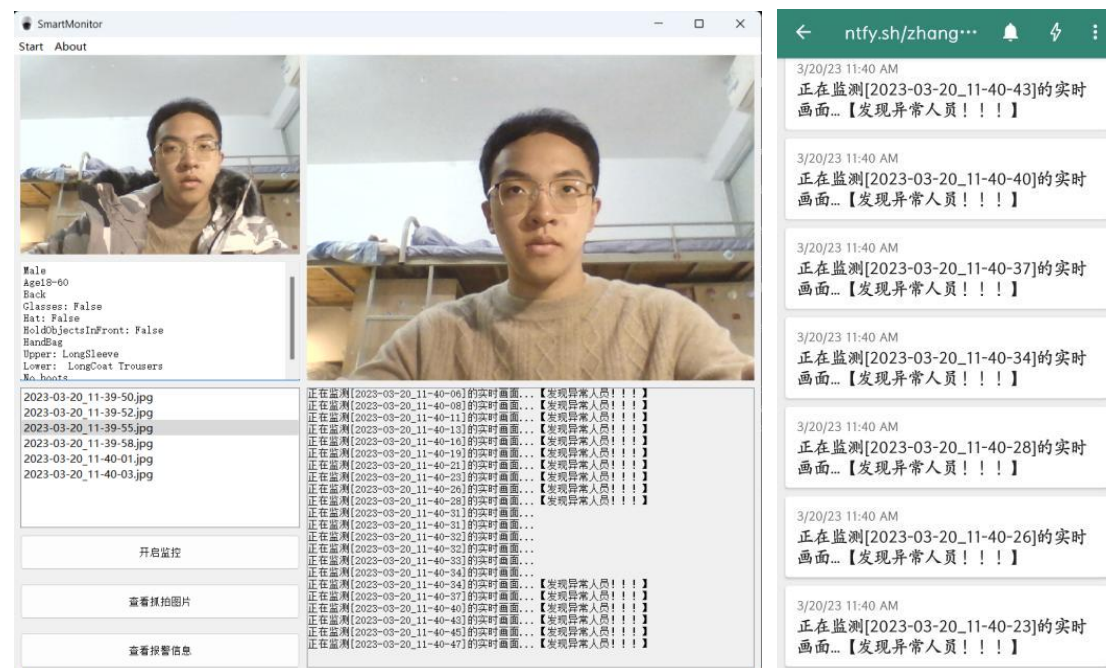 SmartMonitor
Start About
Male
Age18-60
Back
Glasses: False
Hat: False
HoldObjectsInFront: False
HandBag
Upper: LongSleeve
Lower: LongCoat Trousers
No boots
2023-03-20_11-39-50.jpg
2023-03-20_11-39-52.jpg
2023-03-20_11-39-55.jpg
2023-03-20_11-39-58.jpg
2023-03-20_11-40-01.jpg
2023-03-20_11-40-03.jpg
开启监控
查看抓拍图片
查看报警信息
正在监测[2023-03-20_11-40-06]的实时画面...【发现异常人员!!!】
正在监测[2023-03-20_11-40-08]的实时画面...【发现异常人员!!!】
正在监测[2023-03-20_11-40-11]的实时画面...【发现异常人员!!!】
正在监测[2023-03-20_11-40-13]的实时画面...【发现异常人员!!!】
正在监测[2023-03-20_11-40-16]的实时画面...【发现异常人员!!!】
正在监测[2023-03-20_11-40-19]的实时画面...【发现异常人员!!!】
正在监测[2023-03-20_11-40-21]的实时画面...【发现异常人员!!!】
正在监测[2023-03-20_11-40-23]的实时画面...【发现异常人员!!!】
正在监测[2023-03-20_11-40-26]的实时画面...【发现异常人员!!!】
正在监测[2023-03-20_11-40-28]的实时画面...【发现异常人员!!!】
正在监测[2023-03-20_11-40-31]的实时画面...
正在监测[2023-03-20_11-40-31]的实时画面...
正在监测[2023-03-20_11-40-32]的实时画面...
正在监测[2023-03-20_11-40-32]的实时画面...
正在监测[2023-03-20_11-40-33]的实时画面...
正在监测[2023-03-20_11-40-34]的实时画面...
正在监测[2023-03-20_11-40-34]的实时画面...【发现异常人员!!!】
正在监测[2023-03-20_11-40-37]的实时画面...【发现异常人员!!!】
正在监测[2023-03-20_11-40-40]的实时画面...【发现异常人员!!!】
正在监测[2023-03-20_11-40-43]的实时画面...【发现异常人员!!!】
正在监测[2023-03-20_11-40-45]的实时画面...【发现异常人员!!!】
正在监测[2023-03-20_11-40-47]的实时画面...【发现异常人员!!!】
ntfy.sh/zhang…
3/20/23 11:40 AM
正在监测[2023-03-20_11-40-43]的实时
画面...【发现异常人员!!!】
3/20/23 11:40 AM
正在监测[2023-03-20_11-40-40]的实时
画面...【发现异常人员!!!】
3/20/23 11:40 AM
正在监测[2023-03-20_11-40-37]的实时
画面...【发现异常人员!!!】
3/20/23 11:40 AM
正在监测[2023-03-20_11-40-34]的实时
画面...【发现异常人员!!!】
3/20/23 11:40 AM
正在监测[2023-03-20_11-40-28]的实时
画面...【发现异常人员!!!】
3/20/23 11:40 AM
正在监测[2023-03-20_11-40-26]的实时
画面...【发现异常人员!!!】
3/20/23 11:40 AM
正在监测[2023-03-20_11-40-23]的实时
画面...【发现异常人员!!!】